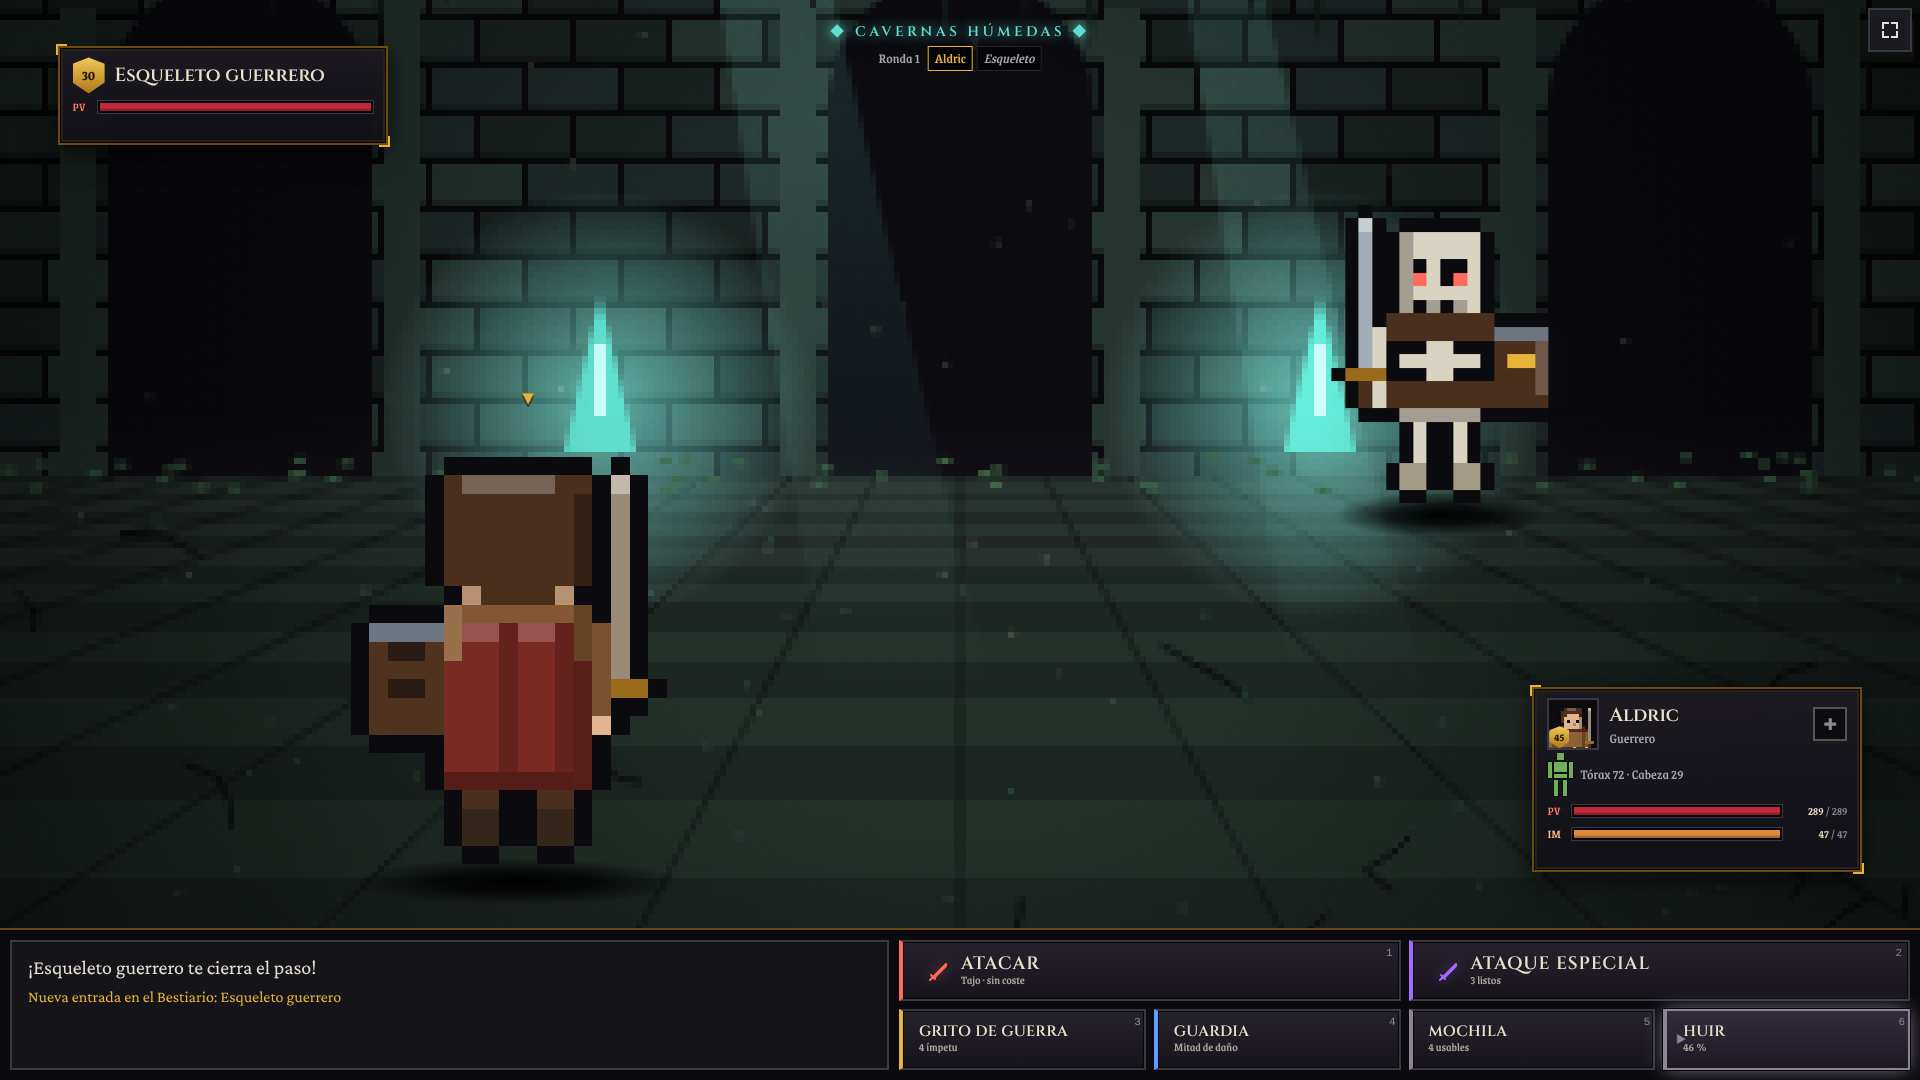 CAVERNAS HÚMEDAS
Ronda 1 Aldric Esqueleto
30 ESQUELETO GUERRERO
PV
ALDRIC
Guerrero
45
Tórax 72 · Cabeza 29
PV 289 / 289
IM 47 / 47
¡Esqueleto guerrero te cierra el paso!
Nueva entrada en el Bestiario: Esqueleto guerrero
ATACAR 1
Tajo · sin coste
ATAQUE ESPECIAL 2
3 listos
GRITO DE GUERRA 3
4 ímpetu
GUARDIA 4
Mitad de daño
MOCHILA 5
4 usables
HUIR 6
46 %